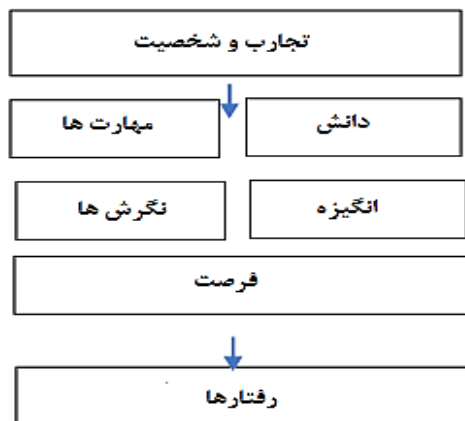 تجارب و شخصیت
دانش
مهارت ها
انگیزه
نگرش ها
فرصت
رفتارها